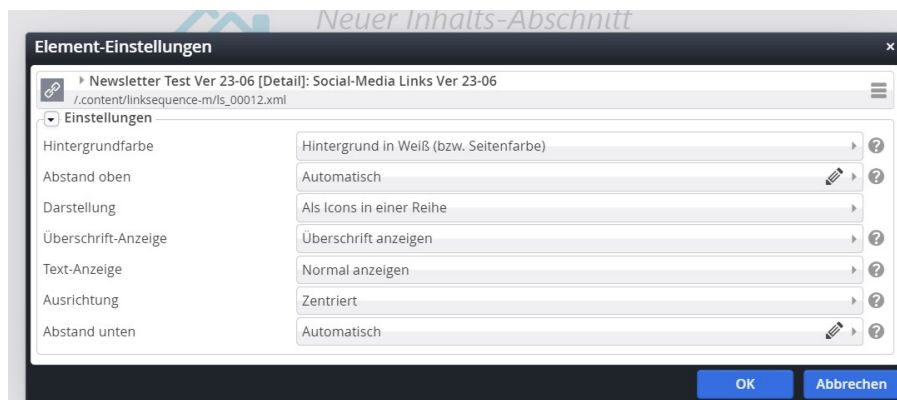 Neuer Inhalts-Abschnitt
Element-Einstellungen
Newsletter Test Ver 23-06 [Detail]: Social-Media Links Ver 23-06
/.content/linksequence-m/ls_00012.xml
Einstellungen
Hintergrundfarbe Hintergrund in Weiß (bzw. Seitenfarbe)
Abstand oben Automatisch
Darstellung Als Icons in einer Reihe
Überschrift-Anzeige Überschrift anzeigen
Text-Anzeige Normal anzeigen
Ausrichtung Zentriert
Abstand unten Automatisch
OK Abbrechen